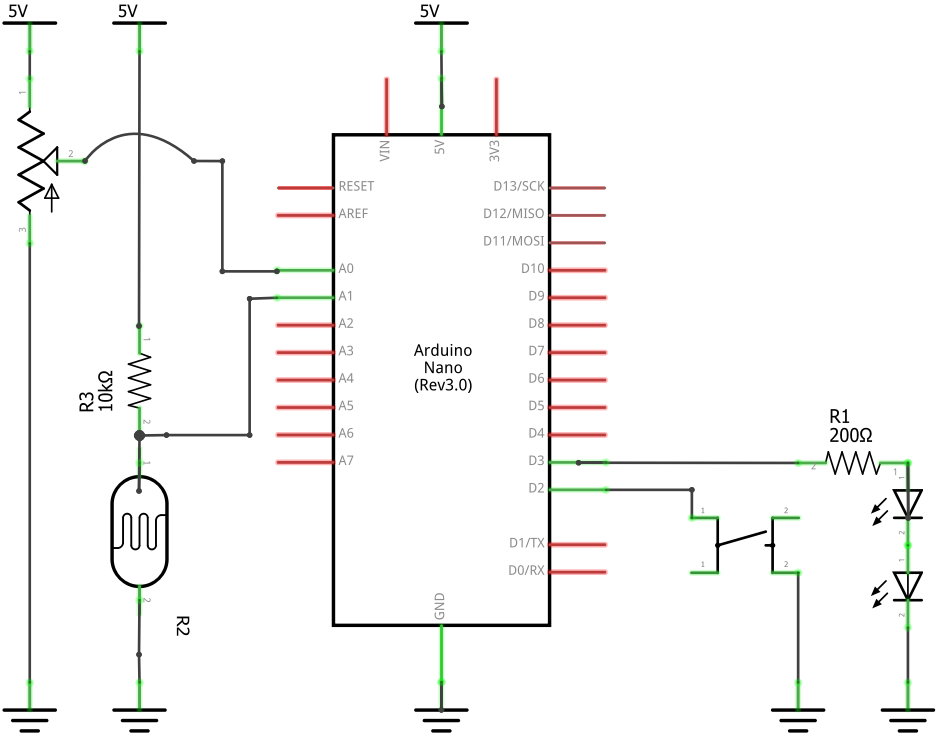 5V
5V
5V
1
2
3
VIN
5V
3V3
RESET
AREF
A0
A1
A2
A3
A4
A5
A6
A7
D13/SCK
D12/MISO
D11/MOSI
D10
D9
D8
D7
D6
D5
D4
D3
D2
D1/TX
D0/RX
GND
Arduino
Nano
(Rev3.0)
1
R3
10kΩ
2
1
2
R2
R1
200Ω
2
1
1
2
1
2
1
2
1
2